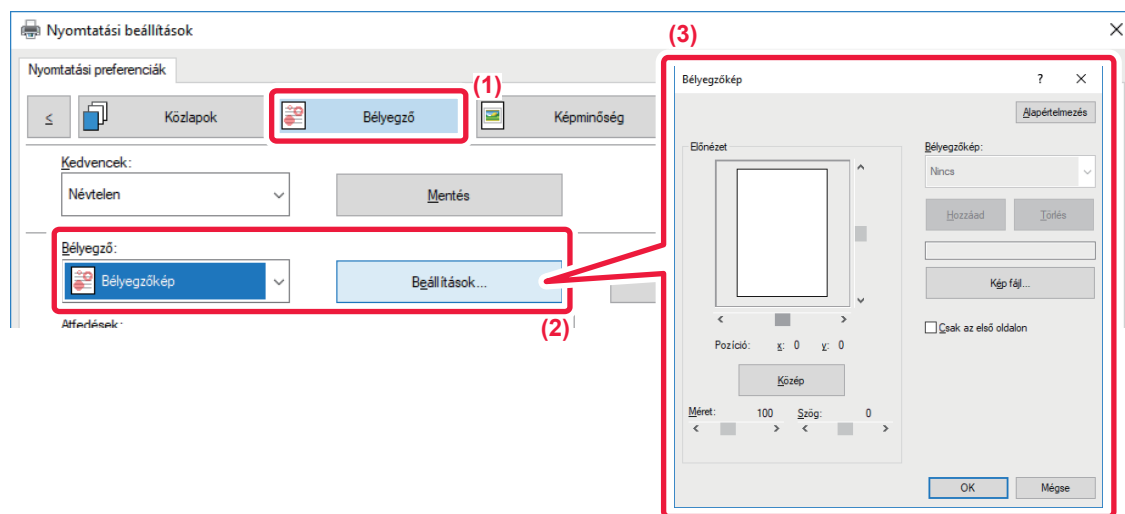 Nyomtatási beállítások
Nyomtatási preferenciák
(1)
< Közlapok Bélyegző Képminőség
Kedvencek:
Névtelen Mentés
Bélyegző:
Bélyegzőkép Beállítások...
Átfedések:
(2)
(3)
Bélyegzőkép ? ×
Alapértelmezés
Előnézet
Bélyegzőkép:
Nincs
Hozzáad Törlés
Kép fájl...
Csak az első oldalon
Pozíció: x: 0 y: 0
Közép
Méret: 100 Szög: 0
OK Mégse